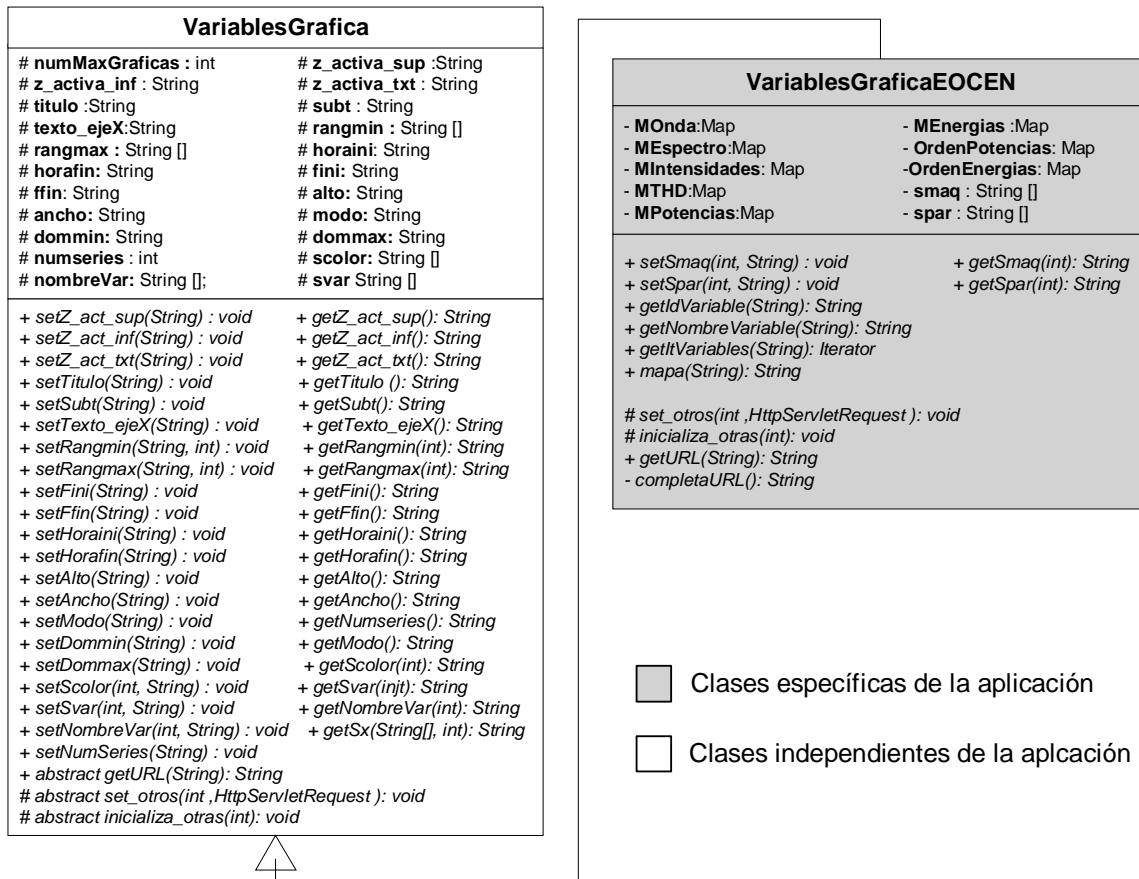 VariablesGrafica
# numMaxGraficas : int # z_activa_sup :String
# z_activa_inf : String # z_activa_txt : String
# titulo :String # subt : String
# texto_ejeX:String # rangmin : String []
# rangmax : String [] # horaini: String
# horafin: String # fini: String
# ffin: String # alto: String
# ancho: String # modo: String
# dommin: String # dommax: String
# numseries : int # scolor: String []
# nombreVar: String []; # svar String []
+ setZ_act_sup(String) : void + getZ_act_sup(): String
+ setZ_act_inf(String) : void + getZ_act_inf(): String
+ setZ_act_txt(String) : void + getZ_act_txt(): String
+ setTitulo(String) : void + getTitulo (): String
+ setSubt(String) : void + getSubt(): String
+ setTexto_ejeX(String) : void + getTexto_ejeX(): String
+ setRangmin(String, int) : void + getRangmin(int): String
+ setRangmax(String, int) : void + getRangmax(int): String
+ setFini(String) : void + getFini(): String
+ setFfin(String) : void + getFfin(): String
+ setHoraini(String) : void + getHoraini(): String
+ setHorafin(String) : void + getHorafin(): String
+ setAlto(String) : void + getAlto(): String
+ setAncho(String) : void + getAncho(): String
+ setModo(String) : void + getNumseries(): String
+ setDommin(String) : void + getModo(): String
+ setDommax(String) : void + getScolor(int): String
+ setScolor(int, String) : void + getSvar(injt): String
+ setSvar(int, String) : void + getNombreVar(int): String
+ setNombreVar(int, String) : void + getSx(String[], int): String
+ setNumSeries(String) : void
+ abstract getURL(String): String
# abstract set_otros(int ,HttpServletRequest ): void
# abstract inicializa_otras(int): void
VariablesGraficaEOCEN
- MOnda:Map - MEnergias :Map
- MEspectro:Map - OrdenPotencias: Map
- MIntensidades: Map -OrdenEnergias: Map
- MTHD:Map - smaq : String []
- MPotencias:Map - spar : String []
+ setSmaq(int, String) : void + getSmaq(int): String
+ setSpar(int, String) : void + getSpar(int): String
+ getIdVariable(String): String
+ getNombreVariable(String): String
+ getItVariables(String): Iterator
+ mapa(String): String
# set_otros(int ,HttpServletRequest ): void
# inicializa_otras(int): void
+ getURL(String): String
- completaURL(): String
Clases específicas de la aplicación
Clases independientes de la aplcación